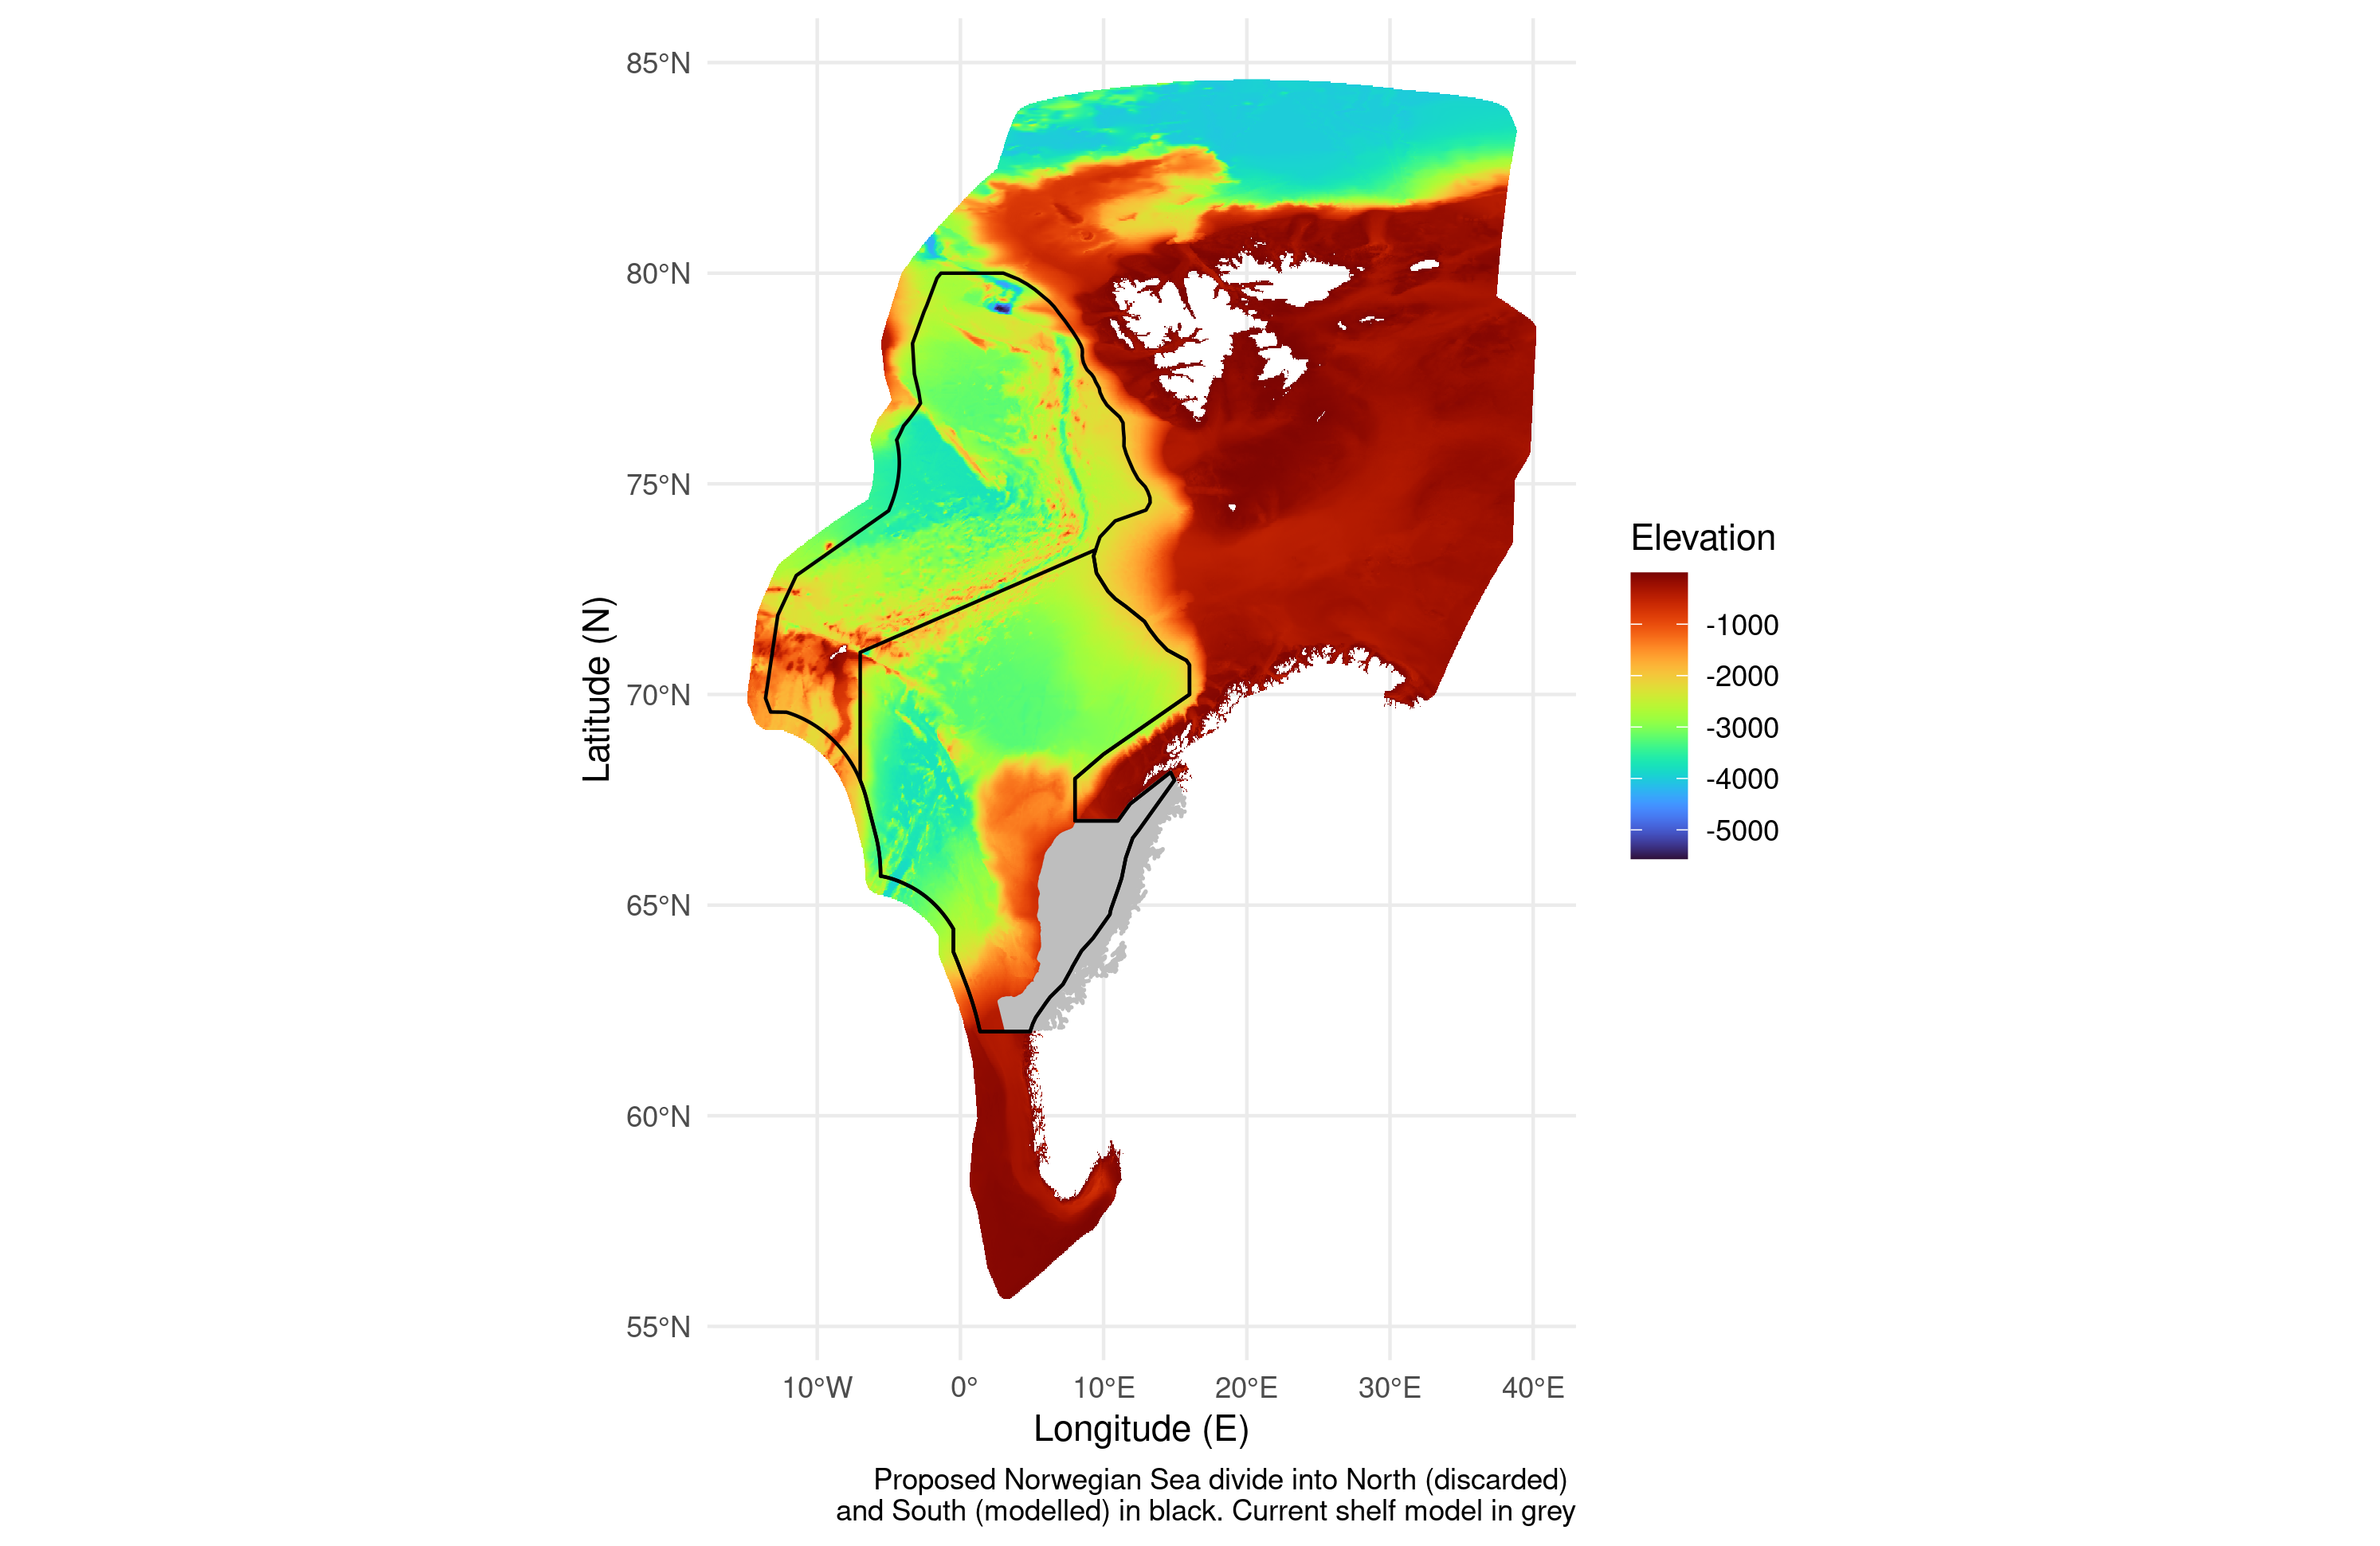 85°N
80°N
75°N
70°N
65°N
60°N
55°N
Latitude (N)
10°W
0°
10°E
20°E
30°E
40°E
Longitude (E)
Elevation
-1000
-2000
-3000
-4000
-5000
Proposed Norwegian Sea divide into North (discarded)
and South (modelled) in black. Current shelf model in grey